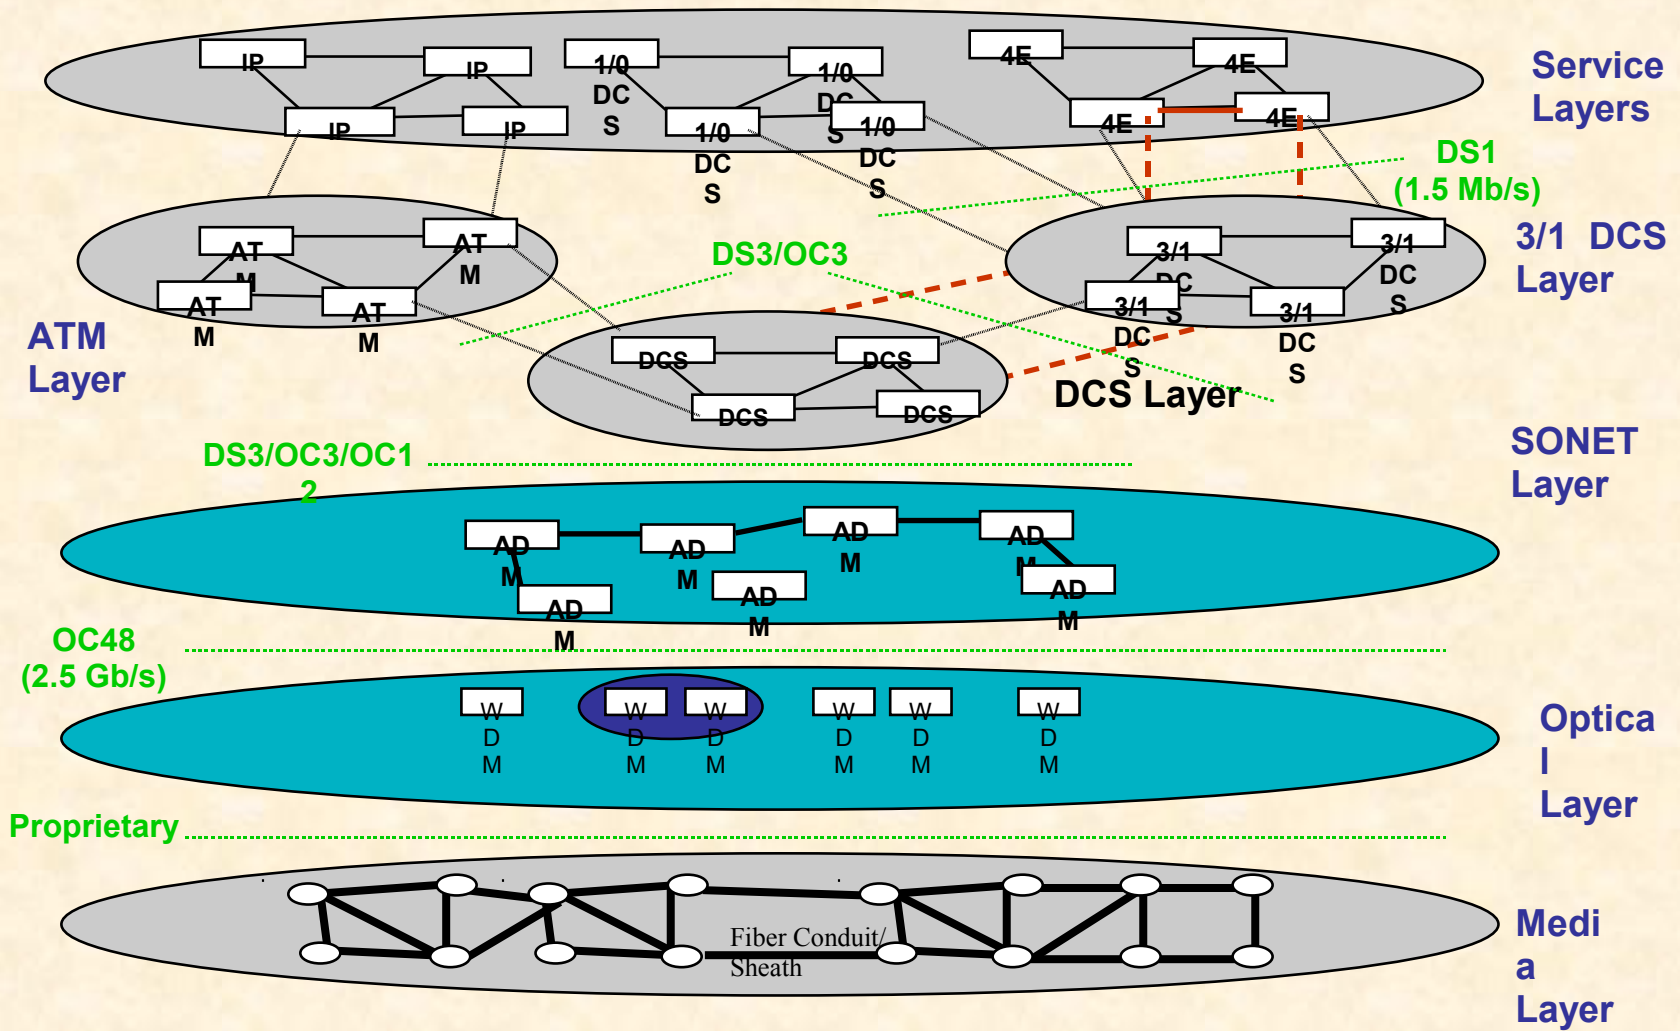 IP
IP
IP
IP
1/0
DC
S
1/0
DC
S
1/0
DC
S
1/0
DC
S
4E
4E
4E
4E
Service
Layers
DS1
(1.5 Mb/s)
AT
M
AT
M
AT
M
AT
M
ATM
Layer
DS3/OC3
3/1
DC
S
3/1
DC
S
3/1
DC
S
3/1
DC
S
3/1 DCS
Layer
DCS
DCS
DCS
DCS
DCS Layer
DS3/OC3/OC1
2
SONET
Layer
AD
M
AD
M
AD
M
AD
M
AD
M
AD
M
AD
M
OC48
(2.5 Gb/s)
W
D
M
W
D
M
W
D
M
W
D
M
W
D
M
W
D
M
Optica
l
Layer
Proprietary
Fiber Conduit/
Sheath
Medi
a
Layer